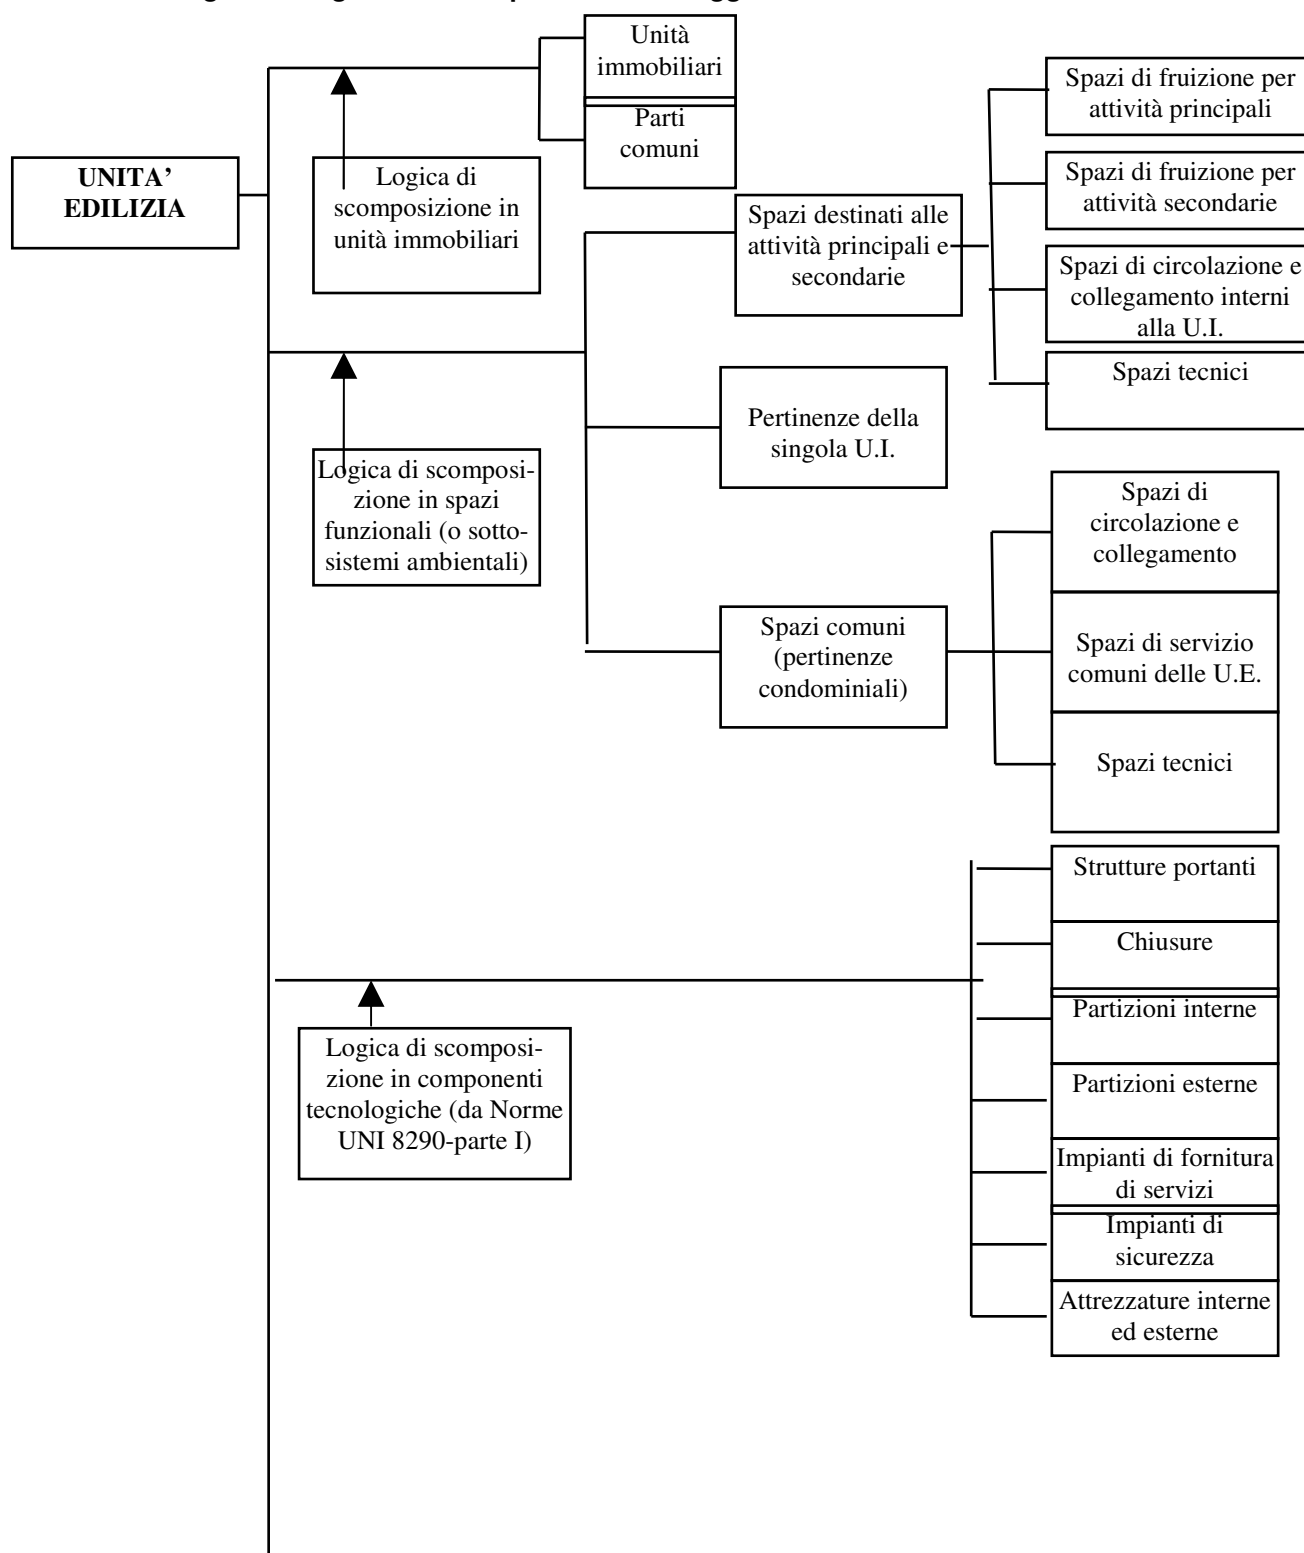 Unità
immobiliari
Parti
comuni
UNITA’
EDILIZIA
Logica di
scomposizione in
unità immobiliari
Spazi destinati alle
attività principali e
secondarie
Spazi di fruizione per
attività principali
Spazi di fruizione per
attività secondarie
Spazi di circolazione e
collegamento interni
alla U.I.
Spazi tecnici
Pertinenze della
singola U.I.
Logica di scomposi-
zione in spazi
funzionali (o sotto-
sistemi ambientali)
Spazi di
circolazione e
collegamento
Spazi comuni
(pertinenze
condominiali)
Spazi di servizio
comuni delle U.E.
Spazi tecnici
Strutture portanti
Chiusure
Partizioni interne
Logica di scomposi-
zione in componenti
tecnologiche (da Norme
UNI 8290-parte I)
Partizioni esterne
Impianti di fornitura
di servizi
Impianti di
sicurezza
Attrezzature interne
ed esterne